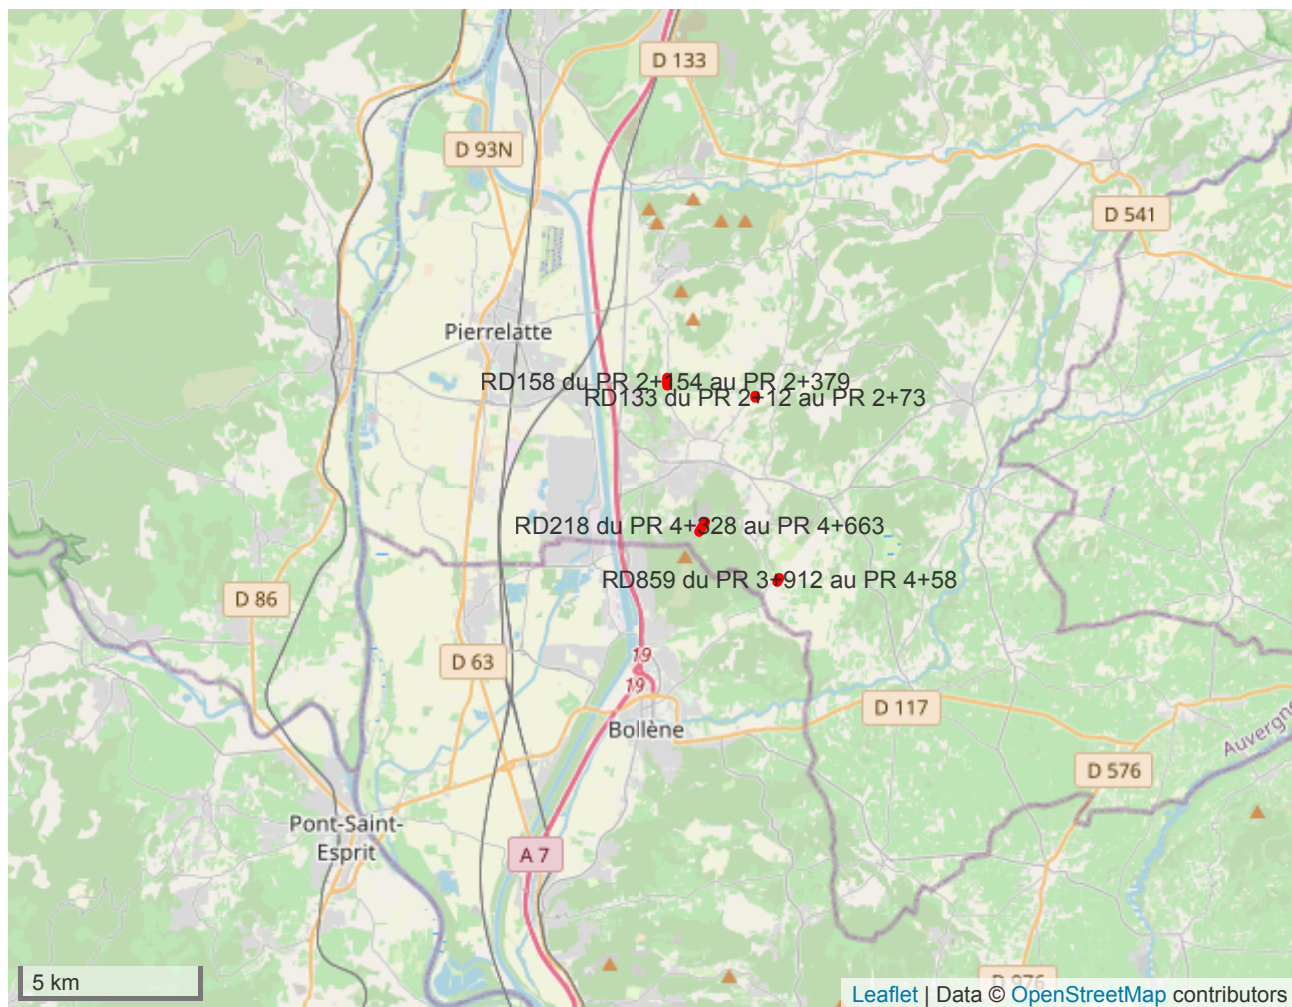 D 133
D 93N
D 541
Pierrelatte
RD158 du PR 2+154 au PR 2+379
RD133 du PR 2+12 au PR 2+73
RD218 du PR 4+328 au PR 4+663
RD859 du PR 3+912 au PR 4+58
D 86
19
D 63
19
D 117
Bollène
Auvergne
D 576
Pont-Saint-
Esprit
A 7
5 km
D 976
Leaflet | Data © OpenStreetMap contributors